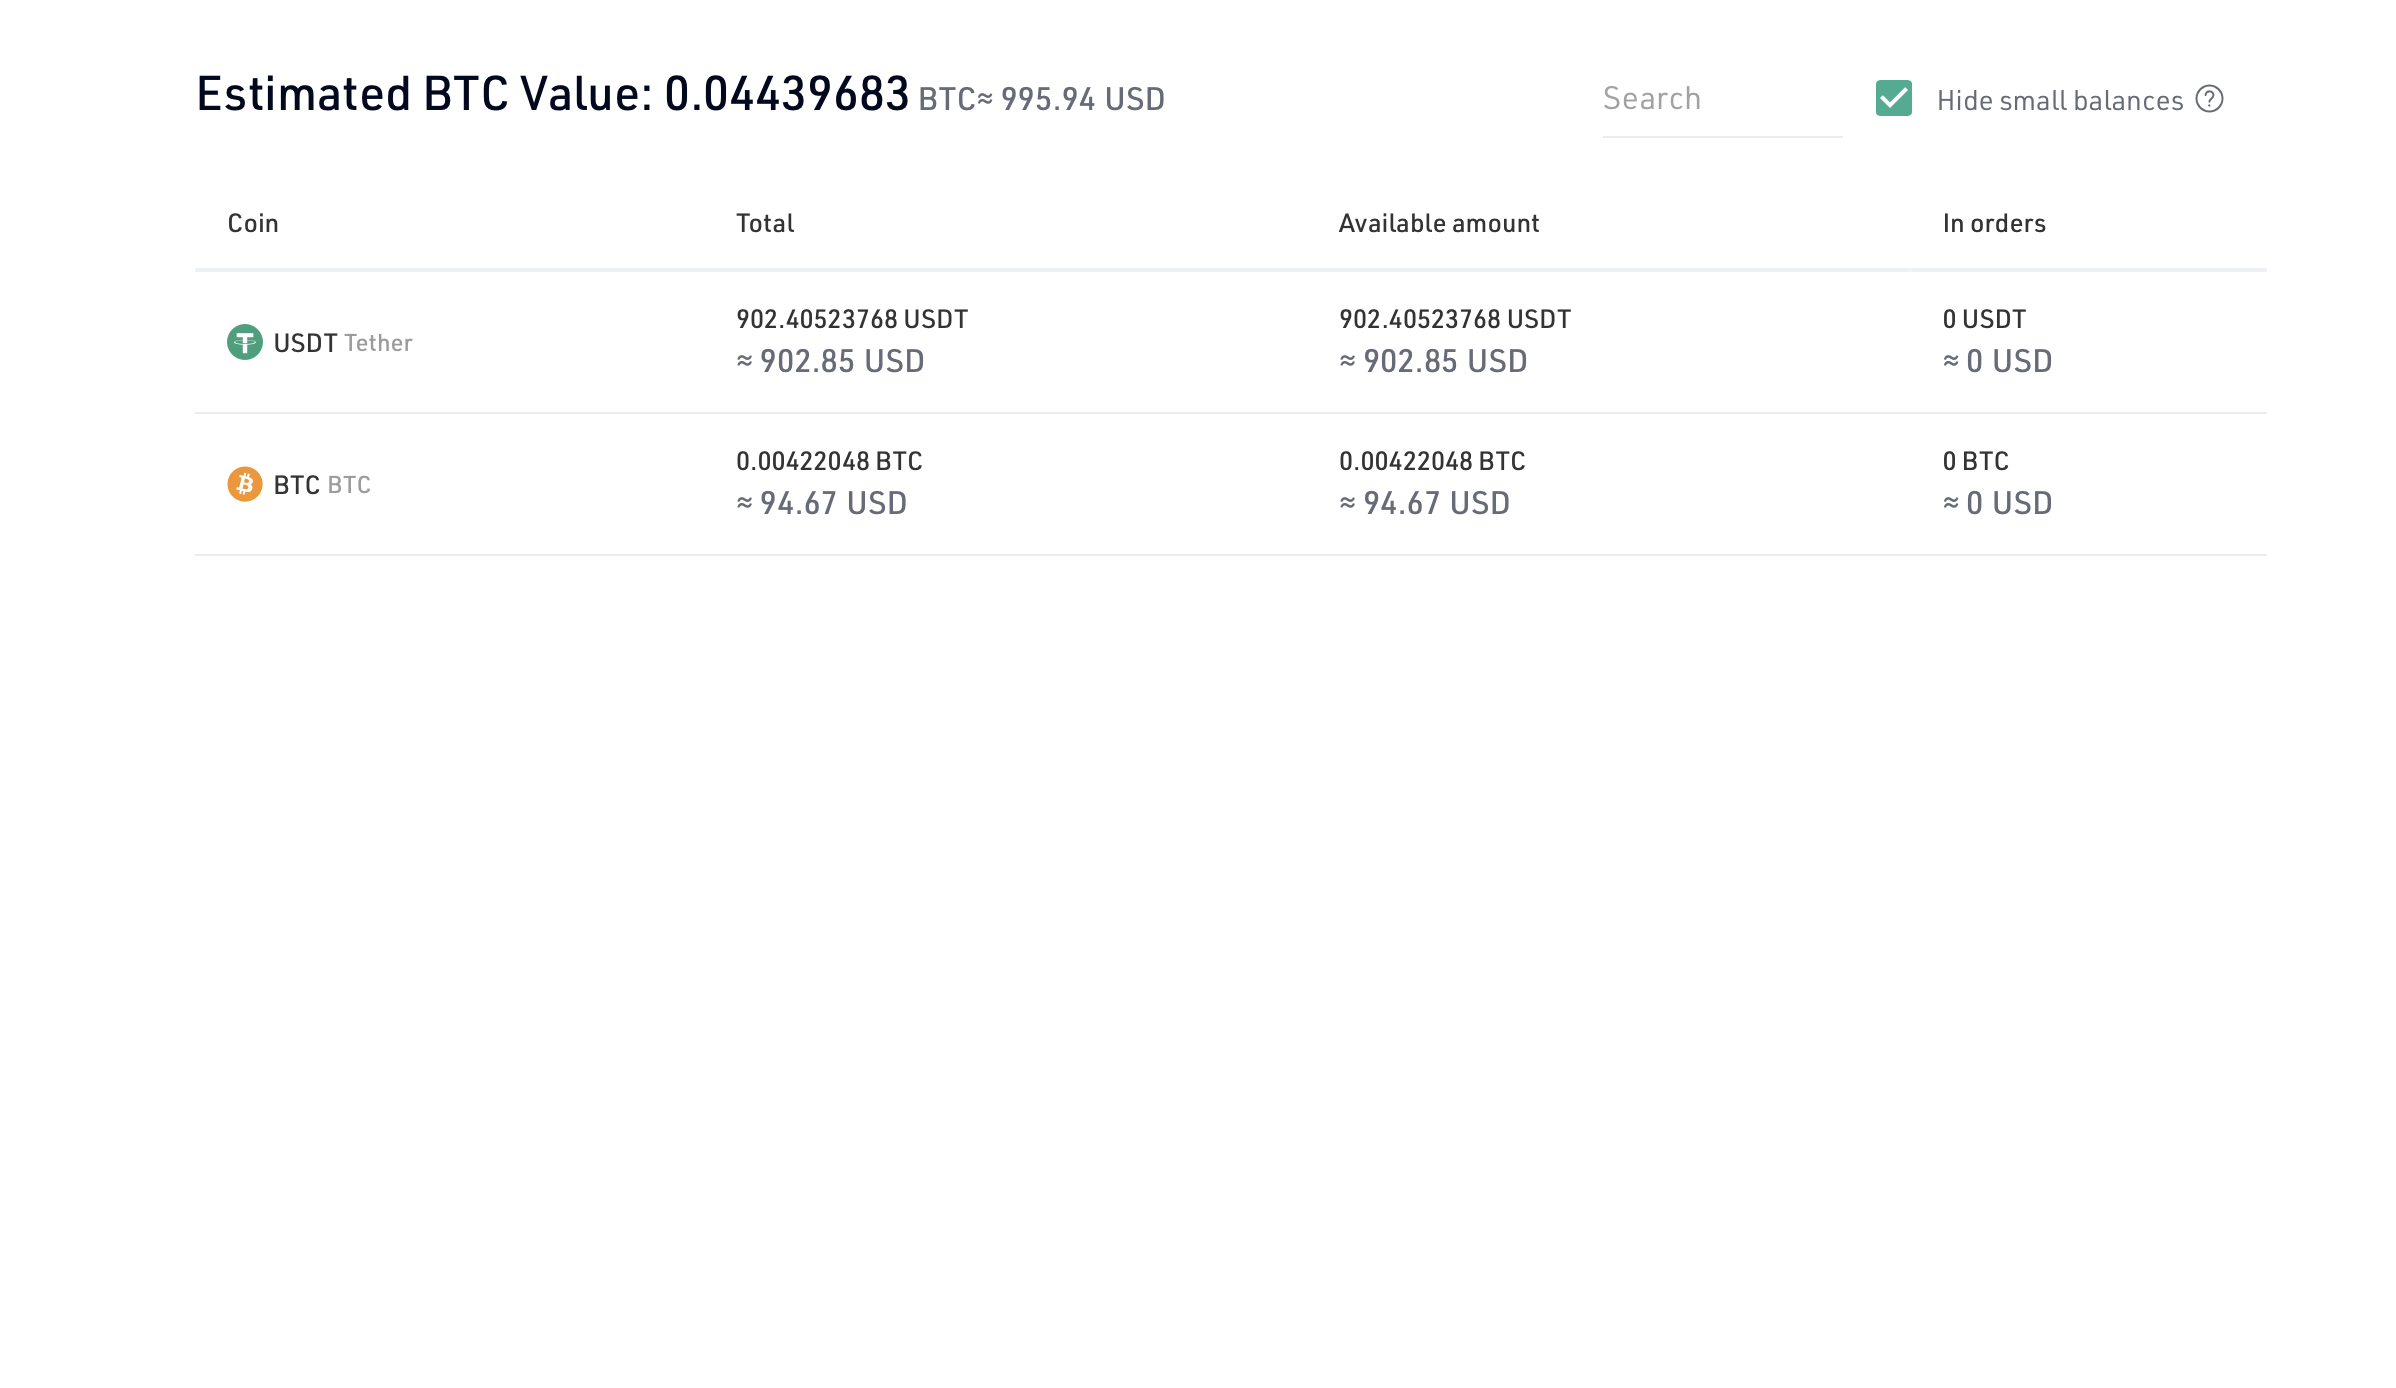 Estimated BTC Value: 0.04439683 BTC≈ 995.94 USD
Search
Hide small balances
Coin Total Available amount In orders
902.40523768 USDT 902.40523768 USDT 0 USDT
USDT Tether
≈ 902.85 USD ≈ 902.85 USD ≈ 0 USD
0.00422048 BTC 0.00422048 BTC 0 BTC
BTC BTC
≈ 94.67 USD ≈ 94.67 USD ≈ 0 USD